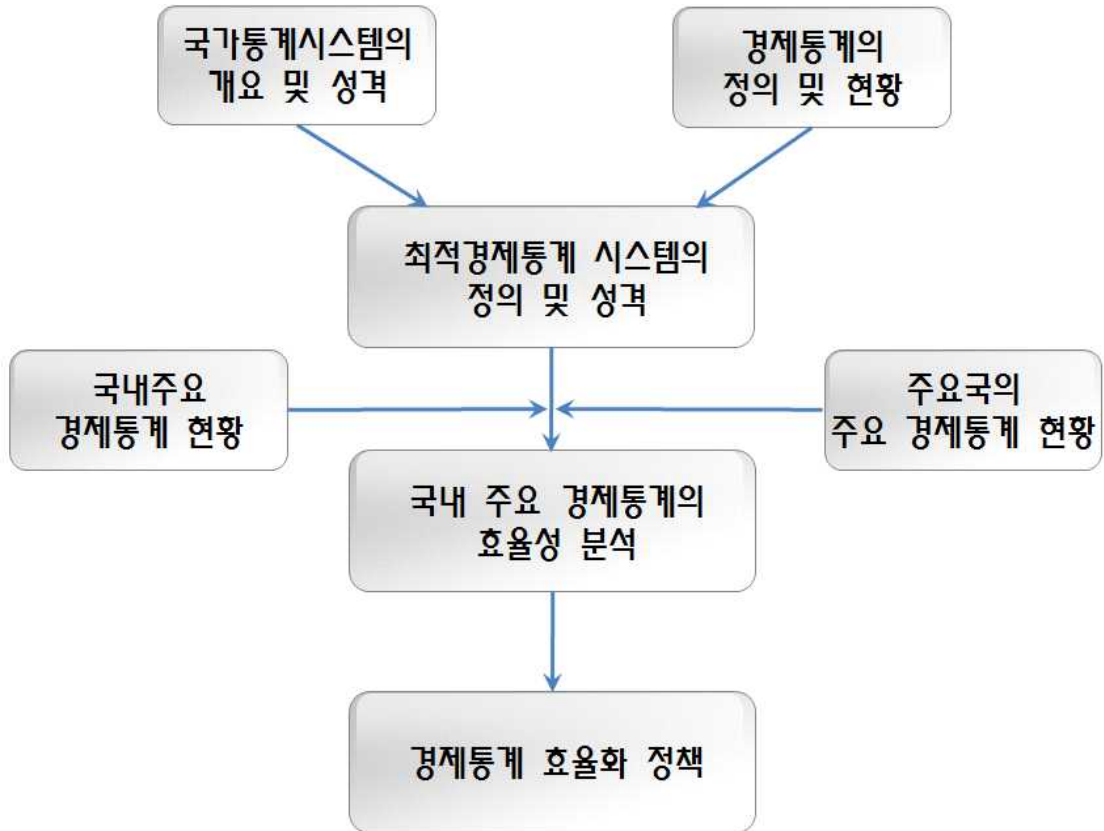 국가통계시스템의
개요 및 성격
경제통계의
정의 및 현황
최적경제통계 시스템의
정의 및 성격
국내주요
경제통계 현황
주요국의
주요 경제통계 현황
국내 주요 경제통계의
효율성 분석
경제통계 효율화 정책